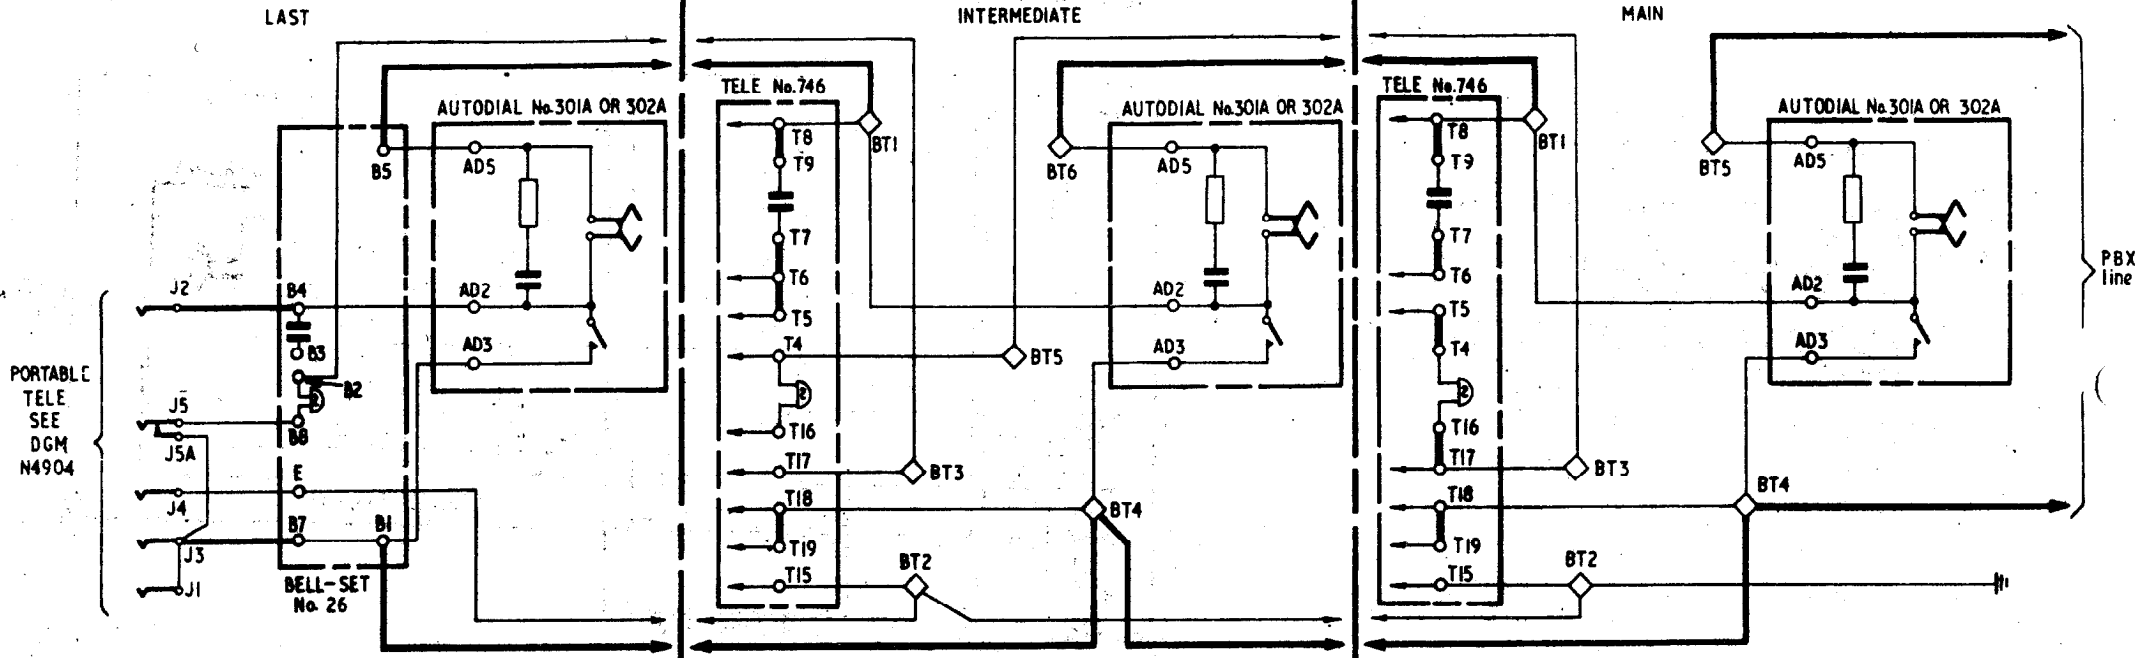 LAST
INTERMEDIATE
MAIN
TELE No.746
TELE No.746
AUTODIAL No.301A OR 302A
AUTODIAL No.301A OR 302A
AUTODIAL No.301A OR 302A
B5
AD5
T8
BT1
T9
BT6
AD5
T8
BT1
T9
BT5
AD5
T7
T6
T7
T6
PBX
line
J2
B4
AD2
T5
AD2
T5
AD2
B3
AD3
T4
BT5
AD3
T4
AD3
PORTABLE
TELE
SEE
DGM
N4904
B2
J5
B8
J5A
T16
T16
T17
BT3
T17
BT3
E
J4
T18
BT4
T18
BT4
B7
B1
J3
T19
T19
J1
T15
BT2
T15
BT2
BELL-SET
No. 26